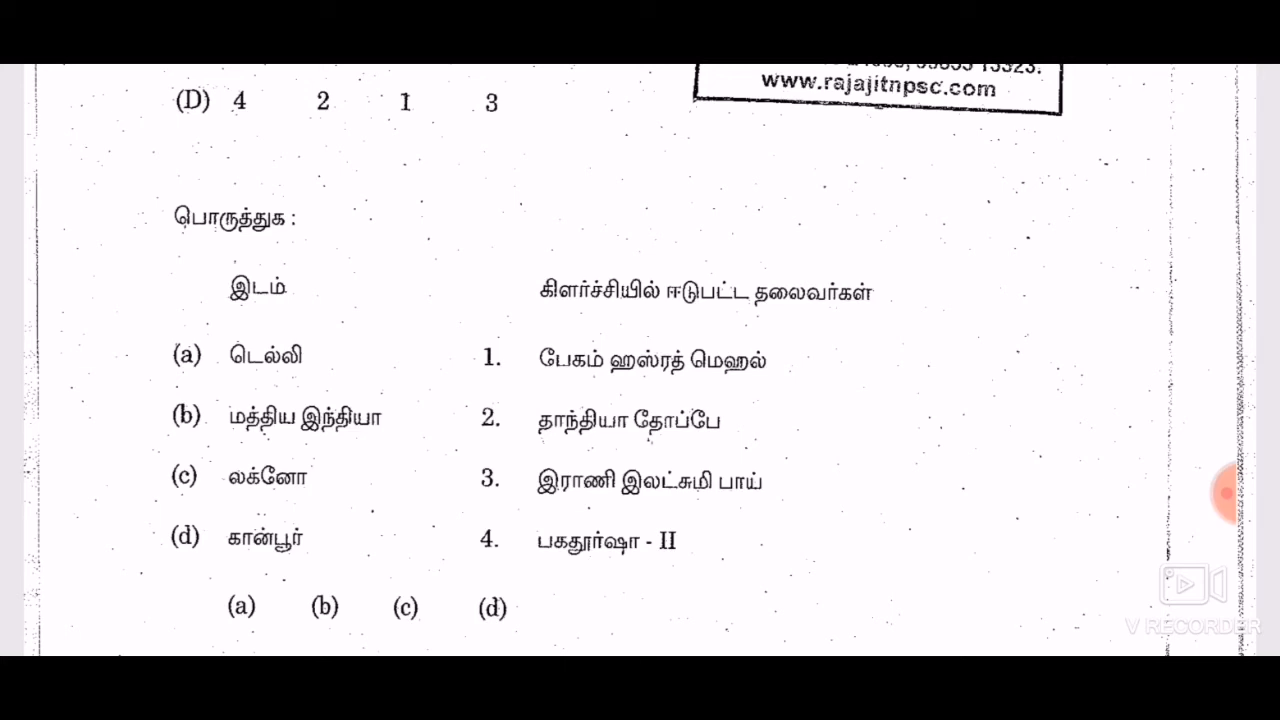 13323.
www.rajajitnpsc.com
(D) 4 2 1 3
பொருத்துக :
இடம் கிளர்ச்சியில் ஈடுபட்ட தலைவர்கள்
(a) டெல்லி 1. பேகம் ஹஸ்ரத் மெஹல்
(b) மத்திய இந்தியா 2. தாந்தியா தோப்பே
(c) லக்னோ 3. இராணி இலட்சுமி பாய்
(d) கான்பூர் 4. பகதூர்ஷா - II
(a) (b) (c) (d)
V RECORDER